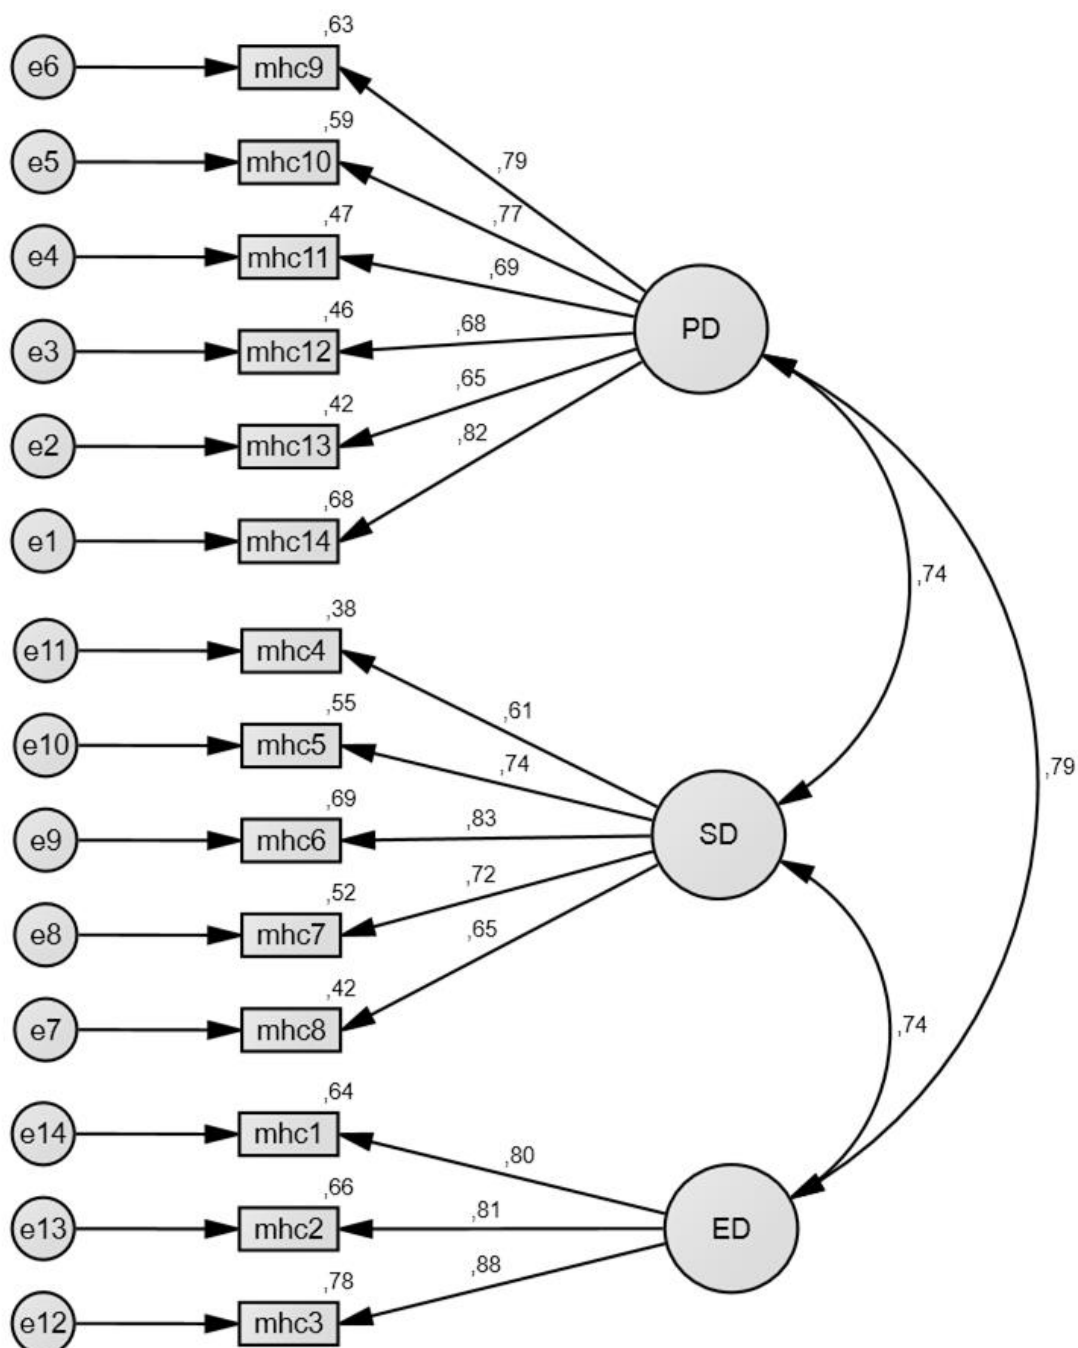 ,63
e6 mhc9
,59
e5 mhc10
,79
,77
,47
e4 mhc11
,69
PD
,46
e3 mhc12
,68
,65
,42
e2 mhc13
,82
,68
e1 mhc14
,74
,38
e11 mhc4
,61
,55
e10 mhc5
,74
,79
,69
e9 mhc6
,83
SD
,52
e8 mhc7
,72
,65
,42
e7 mhc8
,74
,64
e14 mhc1
,80
,66
e13 mhc2
,81
ED
,88
,78
e12 mhc3